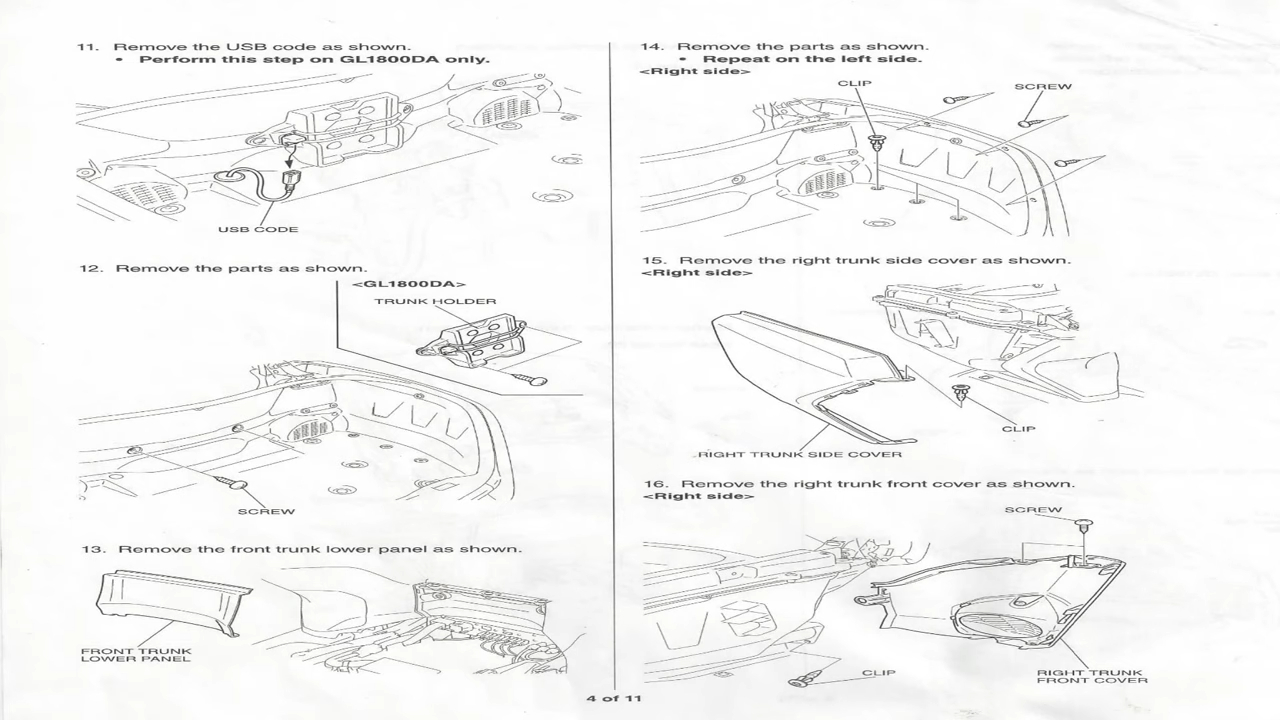 11. Remove the USB code as shown.
• Perform this step on GL1800DA only.
USB CODE
12. Remove the parts as shown.
<GL1800DA>
TRUNK HOLDER
SCREW
13. Remove the front trunk lower panel as shown.
FRONT TRUNK
LOWER PANEL
14. Remove the parts as shown.
• Repeat on the left side.
<Right side>
CLIP
SCREW
15. Remove the right trunk side cover as shown.
<Right side>
CLIP
RIGHT TRUNK SIDE COVER
16. Remove the right trunk front cover as shown.
<Right side>
SCREW
CLIP
RIGHT TRUNK
FRONT COVER
4 of 11